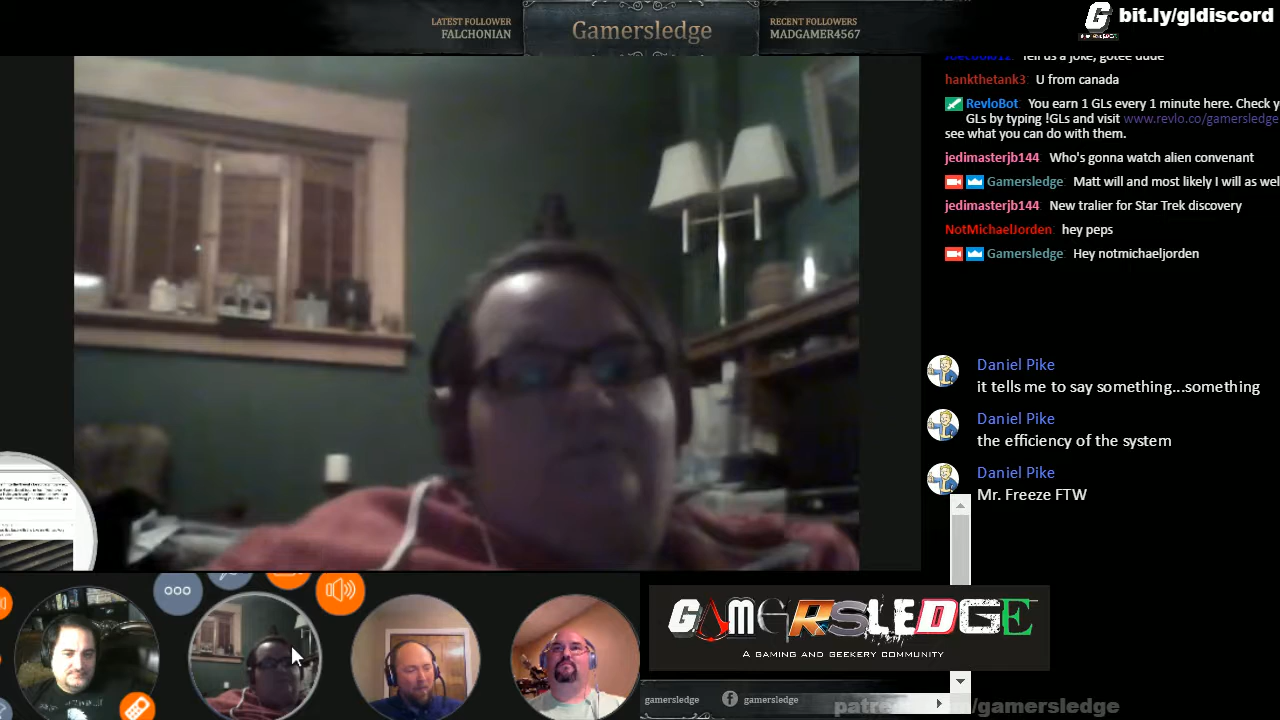 LATEST FOLLOWER
FALCHONIAN
Gamersledge
RECENT FOLLOWERS
MADGAMER4567
G bit.ly/gldiscord
Tell us a joke, gotee dude
hankthetank3: U from canada
RevloBot You earn 1 GLs every 1 minute here. Check y
GLs by typing !GLs and visit www.revlo.co/gamersledge
see what you can do with them.
jedimasterjb144 Who's gonna watch alien convenant
Gamersledge: Matt will and most likely I will as wel
jedimasterjb144 New tralier for Star Trek discovery
NotMichaelJorden: hey peps
Gamersledge: Hey notmichaeljorden
Daniel Pike
it tells me to say something...something
Daniel Pike
the efficiency of the system
Daniel Pike
Mr. Freeze FTW
GAMERSLEDGE
A GAMING AND GEEKERY COMMUNITY
gamersledge
gamersledge
/gamersledge